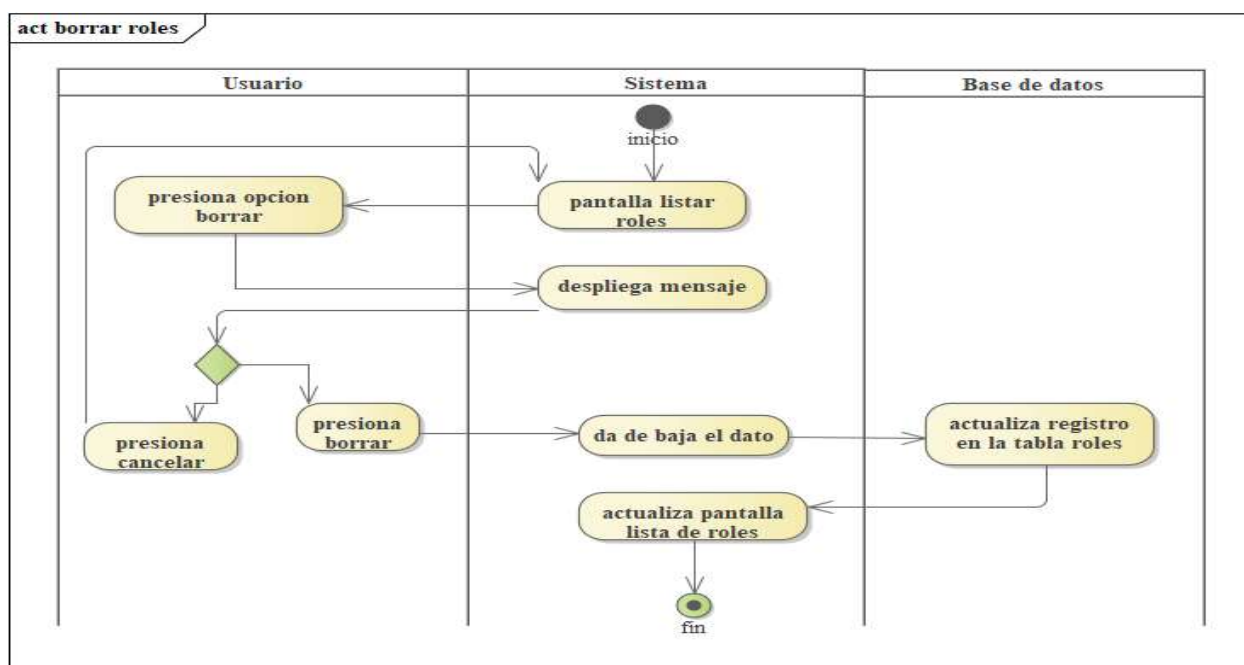 act borrar roles
Usuario
Sistema
Base de datos
inicio
presiona opcion
borrar
pantalla listar
roles
despliega mensaje
presiona
cancelar
presiona
borrar
da de baja el dato
actualiza registro
en la tabla roles
actualiza pantalla
lista de roles
fin